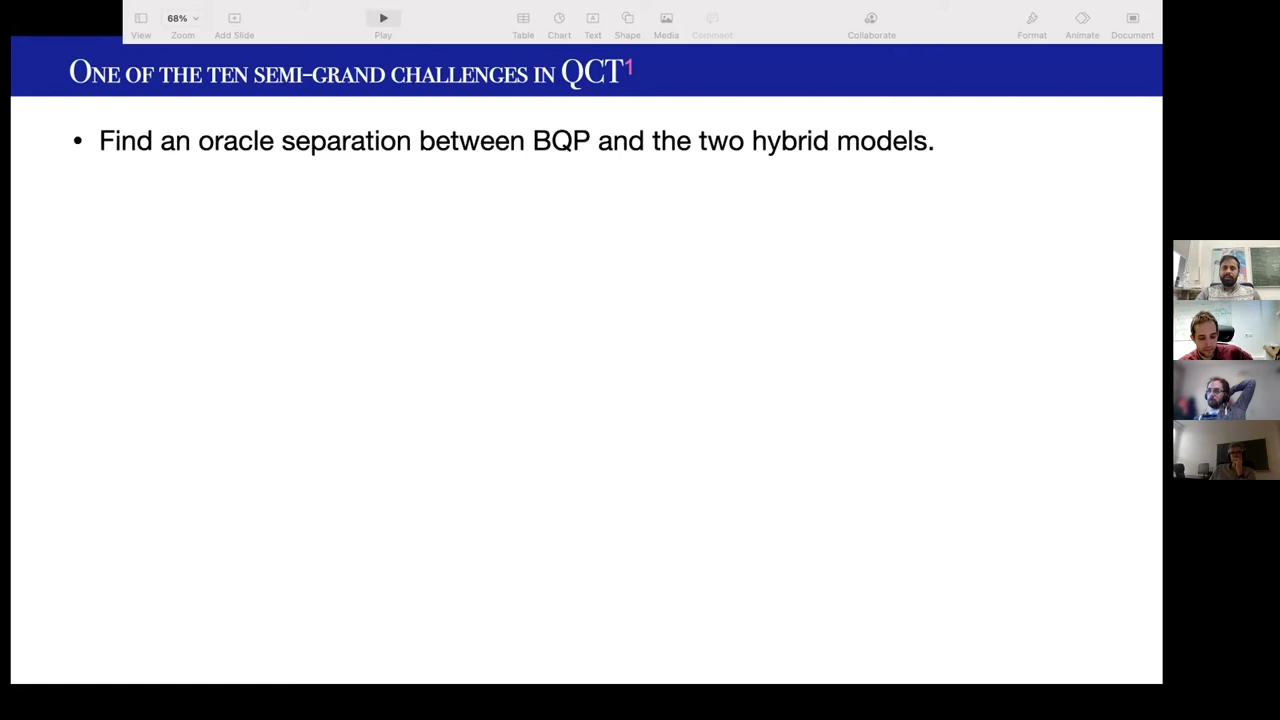 68%
View
Zoom
Add Slide
Play
Table
Chart
Text
Shape
Media
Comment
Collaborate
Format
Animate
Document
One of the ten semi-grand challenges in QCT1
• Find an oracle separation between BQP and the two hybrid models.